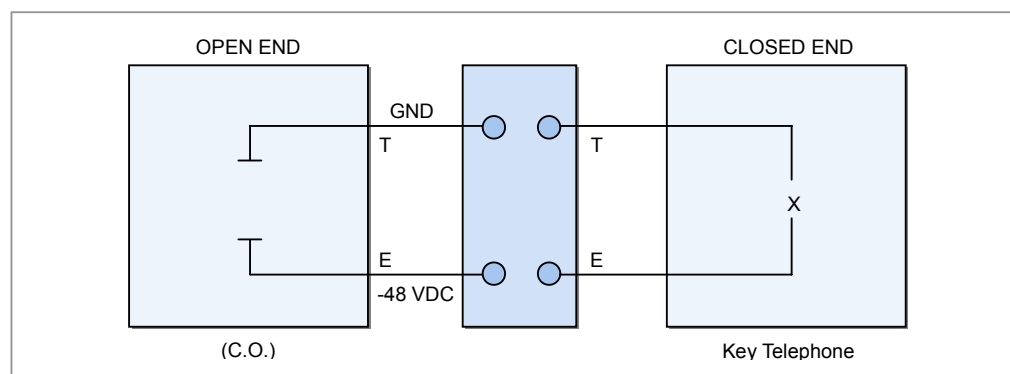 OPEN END
CLOSED END
GND
T
T
X
E
E
-48 VDC
(C.O.)
Key Telephone